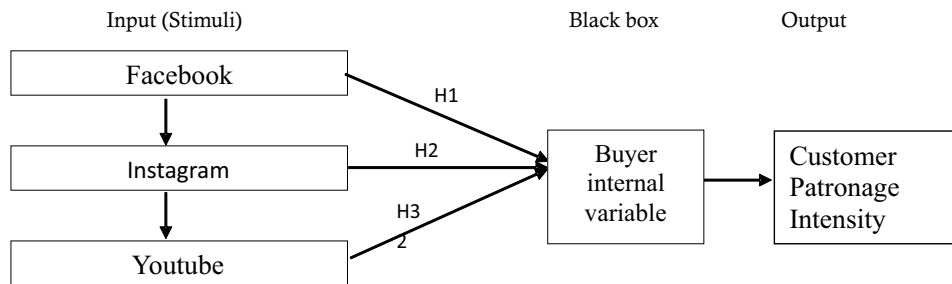 Input (Stimuli)
Black box
Output
Facebook
H1
Instagram
H2
H3
2
Youtube
Buyer
internal
variable
Customer
Patronage
Intensity